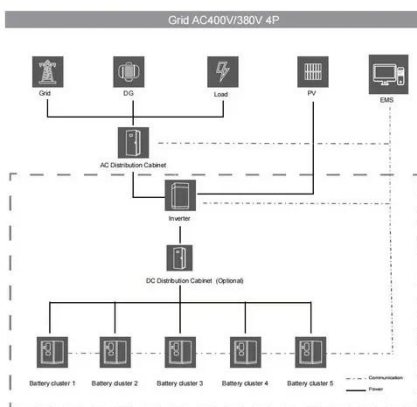 Grid AC400V/380V 4P
Grid
DG
Load
PV
EMS
AC Distribution Cabinet
Inverter
DC Distribution Cabinet (Optional)
Battery cluster 1
Battery cluster 2
Battery cluster 3
Battery cluster 4
Battery cluster 5
Communication
Power